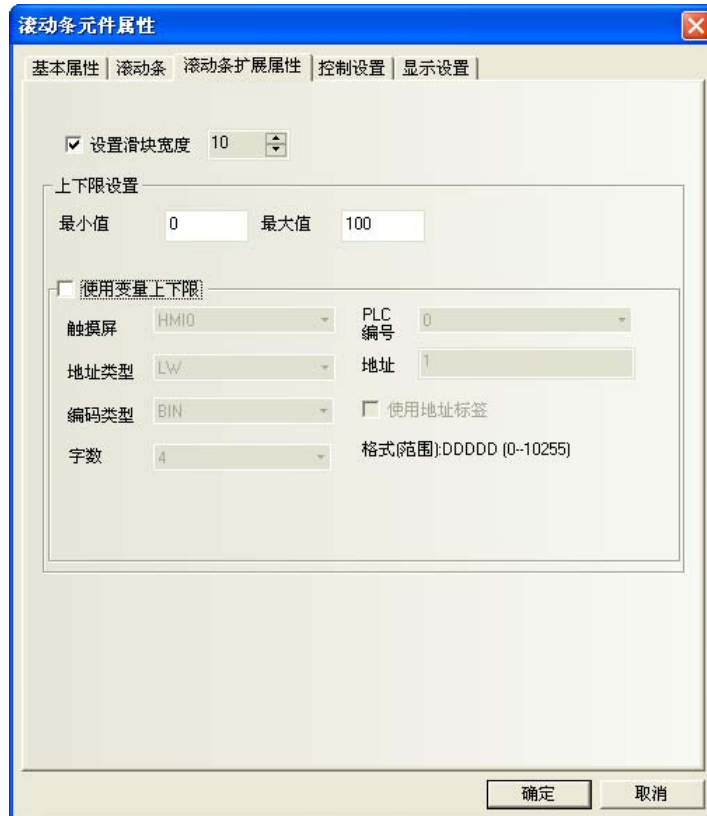 滚动条元件属性
基本属性 滚动条 滚动条扩展属性 控制设置 显示设置
设置滑块宽度 10
上下限设置
最小值 0 最大值 100
使用变量上下限
触摸屏 HMI0 PLC编号 0
地址类型 LW 地址 1
编码类型 BIN 使用地址标签
字数 4 格式(范围):DDDDD (0--10255)
确定 取消